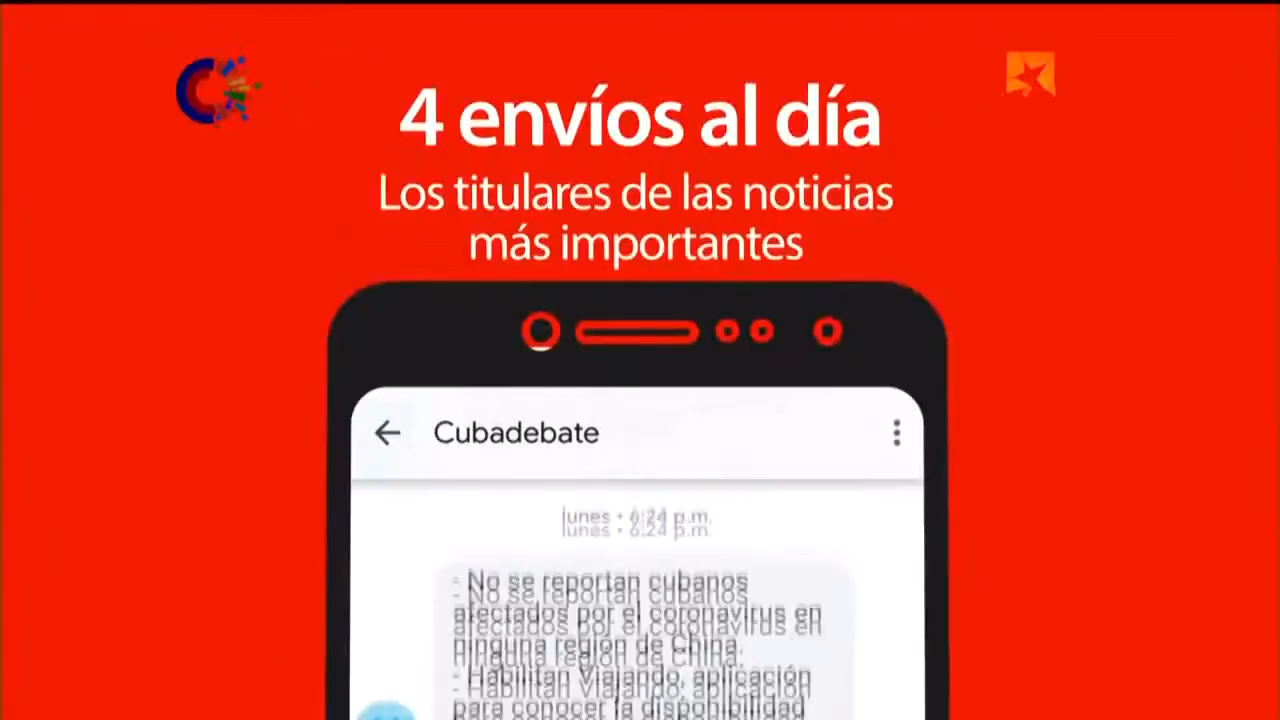 4 envíos al día
Los titulares de las noticias
más importantes
Cubadebate
lunes • 6:24 p.m.
- No se reportan cubanos
afectados por el coronavirus en
ninguna región de China.
- Habilitan Viajando, aplicación
para conocer la disponibilidad